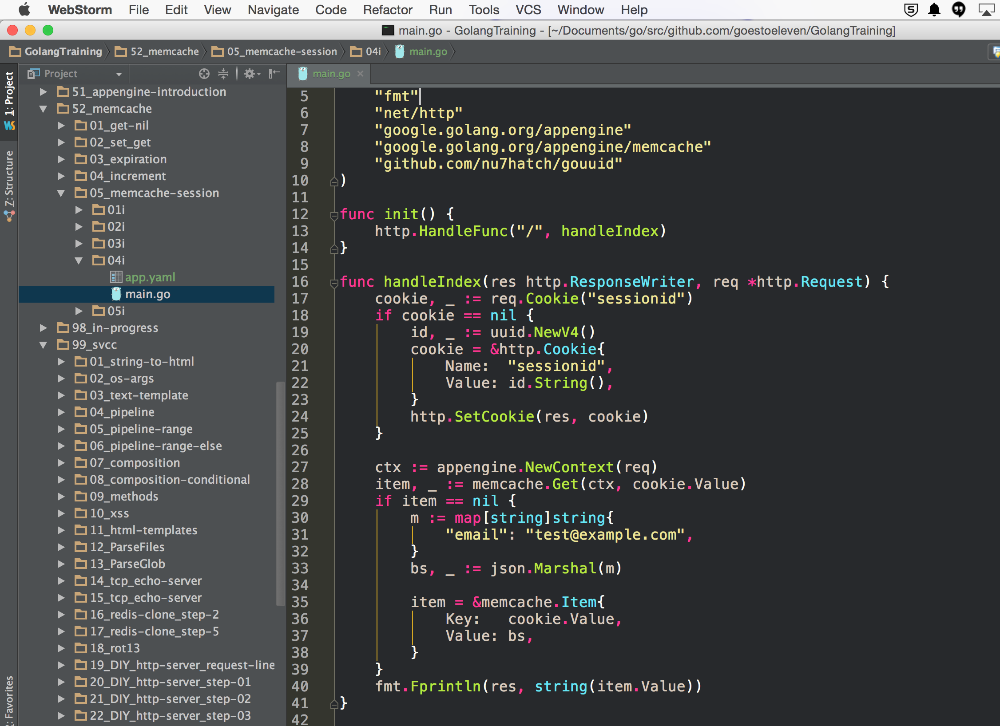 WebStorm File Edit View Navigate Code Refactor Run Tools VCS Window Help
main.go - GolangTraining - [~/Documents/go/src/github.com/goestoeleven/GolangTraining]
GolangTraining 52_memcache 05_memcache-session 04i main.go
1: Project
7: Structure
Favorites
Project
51_appengine-introduction
52_memcache
01_get-nil
02_set_get
03_expiration
04_increment
05_memcache-session
01i
02i
03i
04i
app.yaml
main.go
05i
98_in-progress
99_svcc
01_string-to-html
02_os-args
03_text-template
04_pipeline
05_pipeline-range
06_pipeline-range-else
07_composition
08_composition-conditional
09_methods
10_xss
11_html-templates
12_ParseFiles
13_ParseGlob
14_tcp_echo-server
15_tcp_echo-server
16_redis-clone_step-2
17_redis-clone_step-5
18_rot13
19_DIY_http-server_request-line
20_DIY_http-server_step-01
21_DIY_http-server_step-02
22_DIY_http-server_step-03
main.go
5 "fmt"
6 "net/http"
7 "google.golang.org/appengine"
8 "google.golang.org/appengine/memcache"
9 "github.com/nu7hatch/gouuid"
10 )
11
12 func init() {
13 http.HandleFunc("/", handleIndex)
14 }
15
16 func handleIndex(res http.ResponseWriter, req *http.Request) {
17 cookie, _ := req.Cookie("sessionid")
18 if cookie == nil {
19 id, _ := uuid.NewV4()
20 cookie = &http.Cookie{
21 Name: "sessionid",
22 Value: id.String(),
23 }
24 http.SetCookie(res, cookie)
25 }
26
27 ctx := appengine.NewContext(req)
28 item, _ := memcache.Get(ctx, cookie.Value)
29 if item == nil {
30 m := map[string]string{
31 "email": "test@example.com",
32 }
33 bs, _ := json.Marshal(m)
34
35 item = &memcache.Item{
36 Key: cookie.Value,
37 Value: bs,
38 }
39 }
40 fmt.Fprintln(res, string(item.Value))
41 }
42